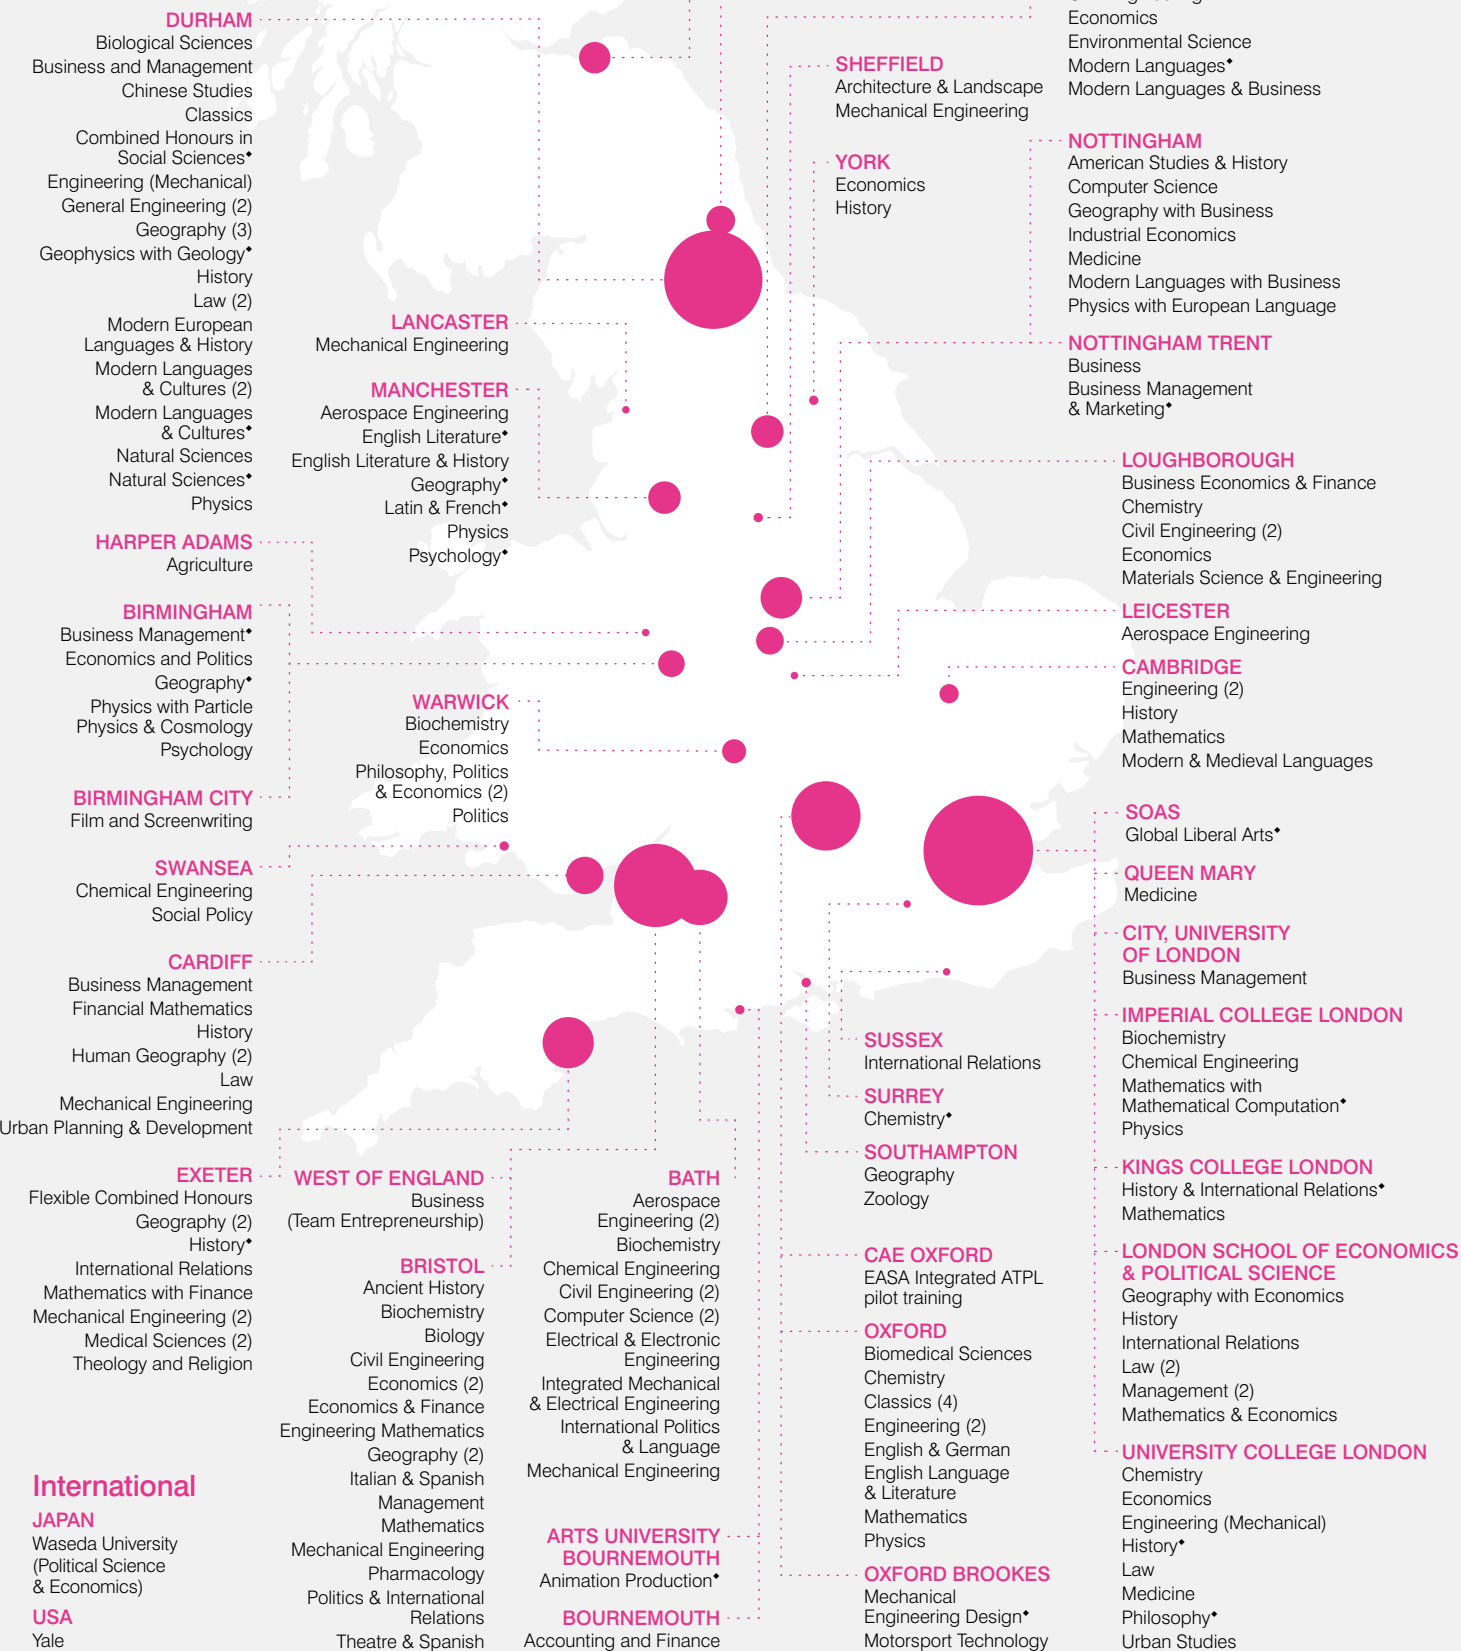 DURHAM
Biological Sciences
Business and Management
Chinese Studies
Classics
Combined Honours in
Social Sciences◆
Engineering (Mechanical)
General Engineering (2)
Geography (3)
Geophysics with Geology◆
History
Law (2)
Modern European
Languages & History
Modern Languages
& Cultures (2)
Modern Languages
& Cultures◆
Natural Sciences
Natural Sciences◆
Physics
HARPER ADAMS
Agriculture
BIRMINGHAM
Business Management◆
Economics and Politics
Geography◆
Physics with Particle
Physics & Cosmology
Psychology
BIRMINGHAM CITY
Film and Screenwriting
SWANSEA
Chemical Engineering
Social Policy
CARDIFF
Business Management
Financial Mathematics
History
Human Geography (2)
Law
Mechanical Engineering
Urban Planning & Development
EXETER
Flexible Combined Honours
Geography (2)
History◆
International Relations
Mathematics with Finance
Mechanical Engineering (2)
Medical Sciences (2)
Theology and Religion
International
JAPAN
Waseda University
(Political Science
& Economics)
USA
Yale
LANCASTER
Mechanical Engineering
MANCHESTER
Aerospace Engineering
English Literature◆
English Literature & History
Geography◆
Latin & French◆
Physics
Psychology◆
WARWICK
Biochemistry
Economics
Philosophy, Politics
& Economics (2)
Politics
WEST OF ENGLAND
Business
(Team Entrepreneurship)
BRISTOL
Ancient History
Biochemistry
Biology
Civil Engineering
Economics (2)
Economics & Finance
Engineering Mathematics
Geography (2)
Italian & Spanish
Management
Mathematics
Mechanical Engineering
Pharmacology
Politics & International
Relations
Theatre & Spanish
BATH
Aerospace
Engineering (2)
Biochemistry
Chemical Engineering
Civil Engineering (2)
Computer Science (2)
Electrical & Electronic
Engineering
Integrated Mechanical
& Electrical Engineering
International Politics
& Language
Mechanical Engineering
ARTS UNIVERSITY
BOURNEMOUTH
Animation Production◆
BOURNEMOUTH
Accounting and Finance
SHEFFIELD
Architecture & Landscape
Mechanical Engineering
YORK
Economics
History
SUSSEX
International Relations
SURREY
Chemistry◆
SOUTHAMPTON
Geography
Zoology
CAE OXFORD
EASA Integrated ATPL
pilot training
OXFORD
Biomedical Sciences
Chemistry
Classics (4)
Engineering (2)
English & German
English Language
& Literature
Mathematics
Physics
OXFORD BROOKES
Mechanical
Engineering Design◆
Motorsport Technology
Economics
Environmental Science
Modern Languages◆
Modern Languages & Business
NOTTINGHAM
American Studies & History
Computer Science
Geography with Business
Industrial Economics
Medicine
Modern Languages with Business
Physics with European Language
NOTTINGHAM TRENT
Business
Business Management
& Marketing◆
LOUGHBOROUGH
Business Economics & Finance
Chemistry
Civil Engineering (2)
Economics
Materials Science & Engineering
LEICESTER
Aerospace Engineering
CAMBRIDGE
Engineering (2)
History
Mathematics
Modern & Medieval Languages
SOAS
Global Liberal Arts◆
QUEEN MARY
Medicine
CITY, UNIVERSITY
OF LONDON
Business Management
IMPERIAL COLLEGE LONDON
Biochemistry
Chemical Engineering
Mathematics with
Mathematical Computation◆
Physics
KINGS COLLEGE LONDON
History & International Relations◆
Mathematics
LONDON SCHOOL OF ECONOMICS
& POLITICAL SCIENCE
Geography with Economics
History
International Relations
Law (2)
Management (2)
Mathematics & Economics
UNIVERSITY COLLEGE LONDON
Chemistry
Economics
Engineering (Mechanical)
History◆
Law
Medicine
Philosophy◆
Urban Studies